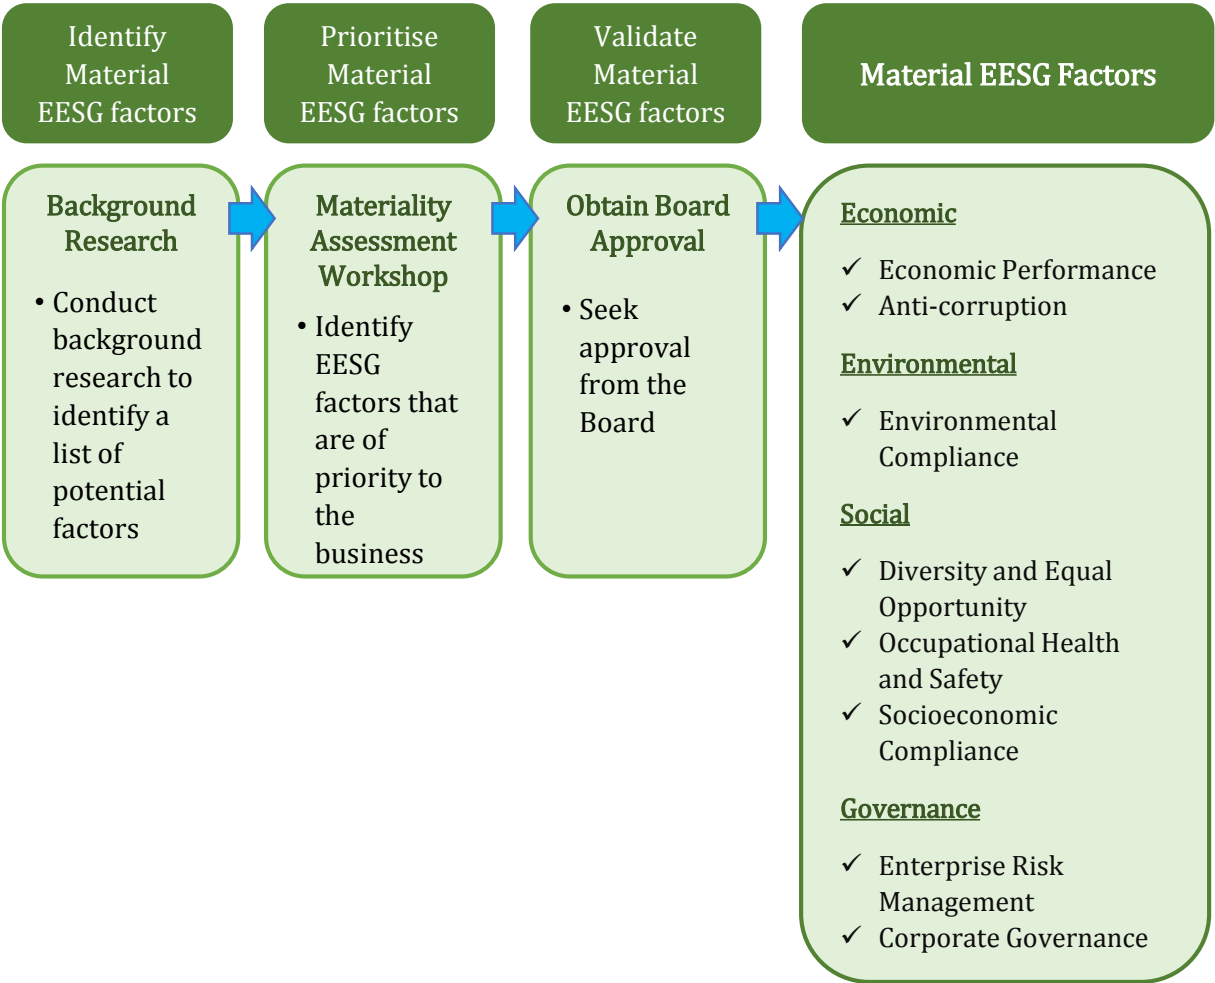 Identify
Material
EESG factors
Prioritise
Material
EESG factors
Validate
Material
EESG factors
Material EESG Factors
Background
Research
• Conduct
background
research to
identify a
list of
potential
factors
Materiality
Assessment
Workshop
• Identify
EESG
factors that
are of
priority to
the
business
Obtain Board
Approval
• Seek
approval
from the
Board
Economic
✓ Economic Performance
✓ Anti-corruption
Environmental
✓ Environmental
Compliance
Social
✓ Diversity and Equal
Opportunity
✓ Occupational Health
and Safety
✓ Socioeconomic
Compliance
Governance
✓ Enterprise Risk
Management
✓ Corporate Governance